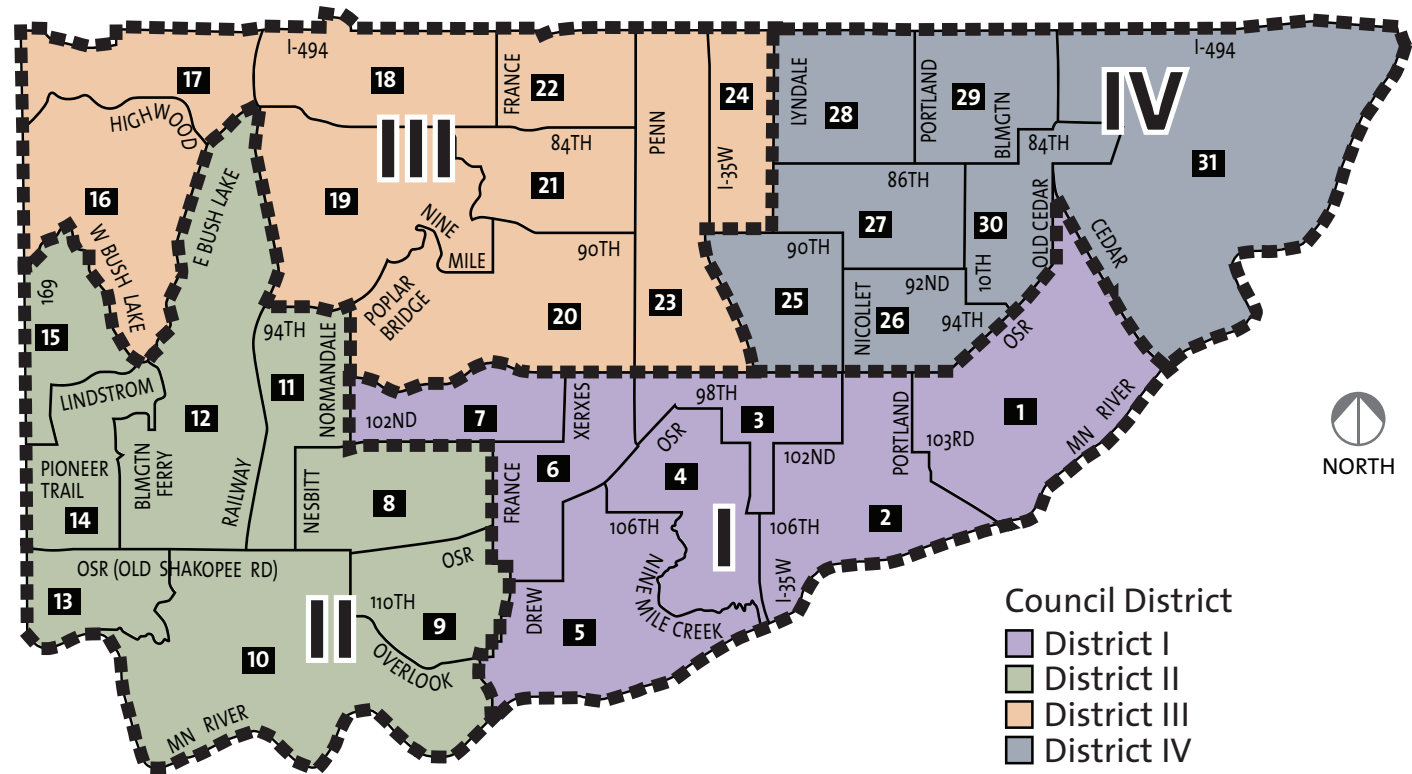 I-494
I-494
17
18
22
FRANCE
24
LYNDALE
28
PORTLAND
29
BLMGTN
IV
HIGHWOOD
III
84TH
PENN
84TH
I-35W
86TH
31
16
19
21
27
30
E BUSH LAKE
NINE
MILE
W BUSH LAKE
90TH
90TH
10TH
OLD CEDAR
CEDAR
169
POPLAR
BRIDGE
20
23
25
92ND
NICOLLET
26
94TH
15
94TH
NORMANDALE
OSR
LINDSTROM
12
11
102ND
7
XERXES
98TH
3
1
MN RIVER
PORTLAND
103RD
NORTH
OSR
102ND
PIONEER
TRAIL
14
BLMGTN
FERRY
RAILWAY
NESBITT
8
FRANCE
6
4
106TH
I
106TH
2
OSR
OSR (OLD SHAKOPEE RD)
13
110TH
9
DREW
5
NINE MILE CREEK
I-35W
II
10
OVERLOOK
MN RIVER
Council District
District I
District II
District III
District IV